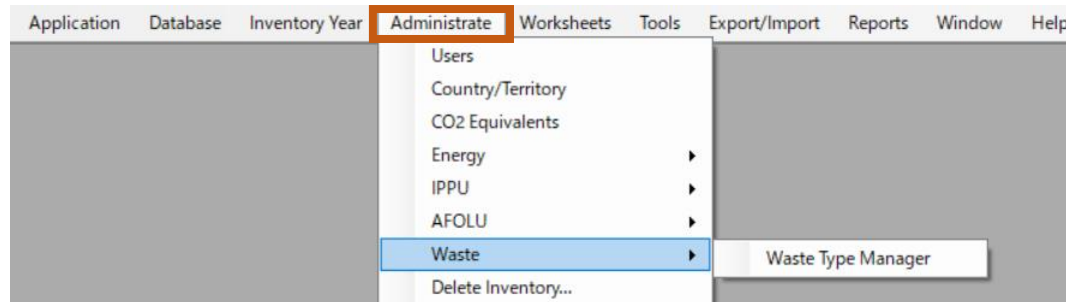 Application Database Inventory Year Administrate Worksheets Tools Export/Import Reports Window Help
Users
Country/Territory
CO2 Equivalents
Energy
IPPU
AFOLU
Waste
Waste Type Manager
Delete Inventory...